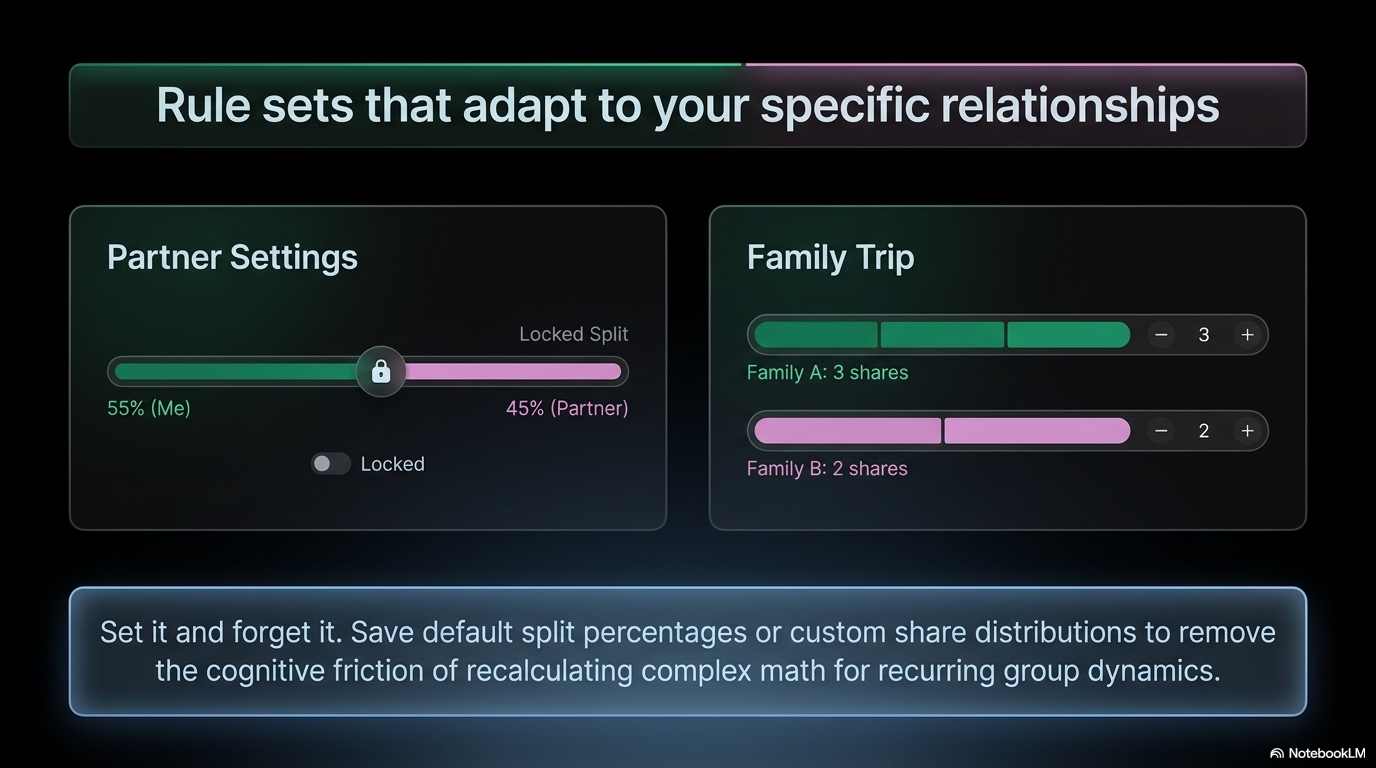 Rule sets that adapt to your specific relationships
Partner Settings
Locked Split
55% (Me)
45% (Partner)
Locked
Family Trip
3
Family A: 3 shares
2
Family B: 2 shares
Set it and forget it. Save default split percentages or custom share distributions to remove
the cognitive friction of recalculating complex math for recurring group dynamics.
NotebookLM